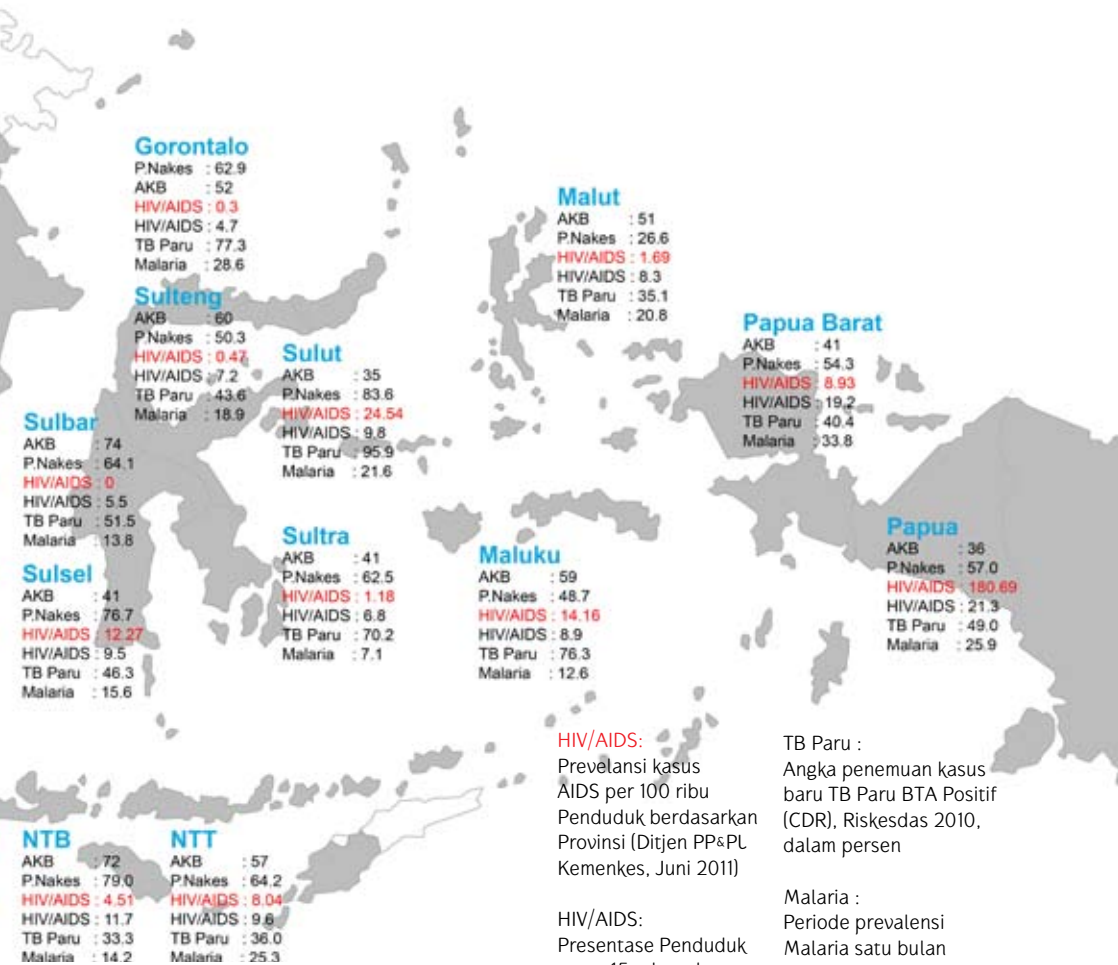 Gorontalo
P.Nakes : 62.9
AKB : 52
HIV/AIDS : 0.3
HIV/AIDS : 4.7
TB Paru : 77.3
Malaria : 28.6
Malut
AKB : 51
P.Nakes : 26.6
HIV/AIDS : 1.69
HIV/AIDS : 8.3
TB Paru : 35.1
Malaria : 20.8
Sulteng
AKB : 60
P.Nakes : 50.3
HIV/AIDS : 0.47
HIV/AIDS : 7.2
TB Paru : 43.6
Malaria : 18.9
Sulut
AKB : 35
P.Nakes : 83.6
HIV/AIDS : 24.54
HIV/AIDS : 9.8
TB Paru : 95.9
Malaria : 21.6
Papua Barat
AKB : 41
P.Nakes : 54.3
HIV/AIDS : 8.93
HIV/AIDS : 19.2
TB Paru : 40.4
Malaria : 33.8
Sulbar
AKB : 74
P.Nakes : 64.1
HIV/AIDS : 0
HIV/AIDS : 5.5
TB Paru : 51.5
Malaria : 13.8
Sulsel
AKB : 41
P.Nakes : 76.7
HIV/AIDS : 12.27
HIV/AIDS : 9.5
TB Paru : 46.3
Malaria : 15.6
Sultra
AKB : 41
P.Nakes : 62.5
HIV/AIDS : 1.18
HIV/AIDS : 6.8
TB Paru : 70.2
Malaria : 7.1
Maluku
AKB : 59
P.Nakes : 48.7
HIV/AIDS : 14.16
HIV/AIDS : 8.9
TB Paru : 76.3
Malaria : 12.6
Papua
AKB : 36
P.Nakes : 57.0
HIV/AIDS : 180.69
HIV/AIDS : 21.3
TB Paru : 49.0
Malaria : 25.9
NTB
AKB : 72
P.Nakes : 79.0
HIV/AIDS : 4.51
HIV/AIDS : 11.7
TB Paru : 33.3
Malaria : 14.2
NTT
AKB : 57
P.Nakes : 64.2
HIV/AIDS : 8.04
HIV/AIDS : 9.6
TB Paru : 36.0
Malaria : 25.3
HIV/AIDS:
Prevelansi kasus
AIDS per 100 ribu
Penduduk berdasarkan
Provinsi (Ditjen PP&PL
Kemenkes, Juni 2011)
HIV/AIDS:
Presentase Penduduk
TB Paru :
Angka penemuan kasus
baru TB Paru BTA Positif
(CDR), Riskesdas 2010,
dalam persen
Malaria :
Periode prevalensi
Malaria satu bulan